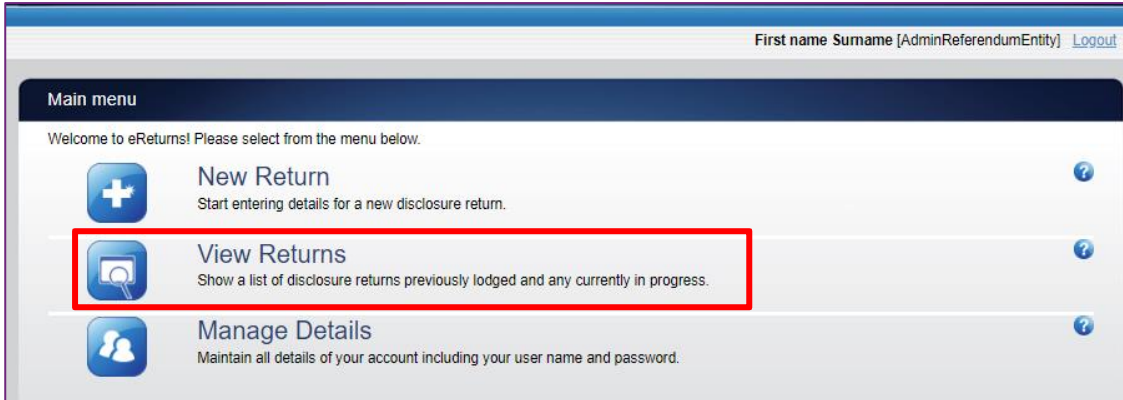 First name Surname [AdminReferendumEntity] Logout
Main menu
Welcome to eReturns! Please select from the menu below.
New Return
Start entering details for a new disclosure return.
View Returns
Show a list of disclosure returns previously lodged and any currently in progress.
Manage Details
Maintain all details of your account including your user name and password.